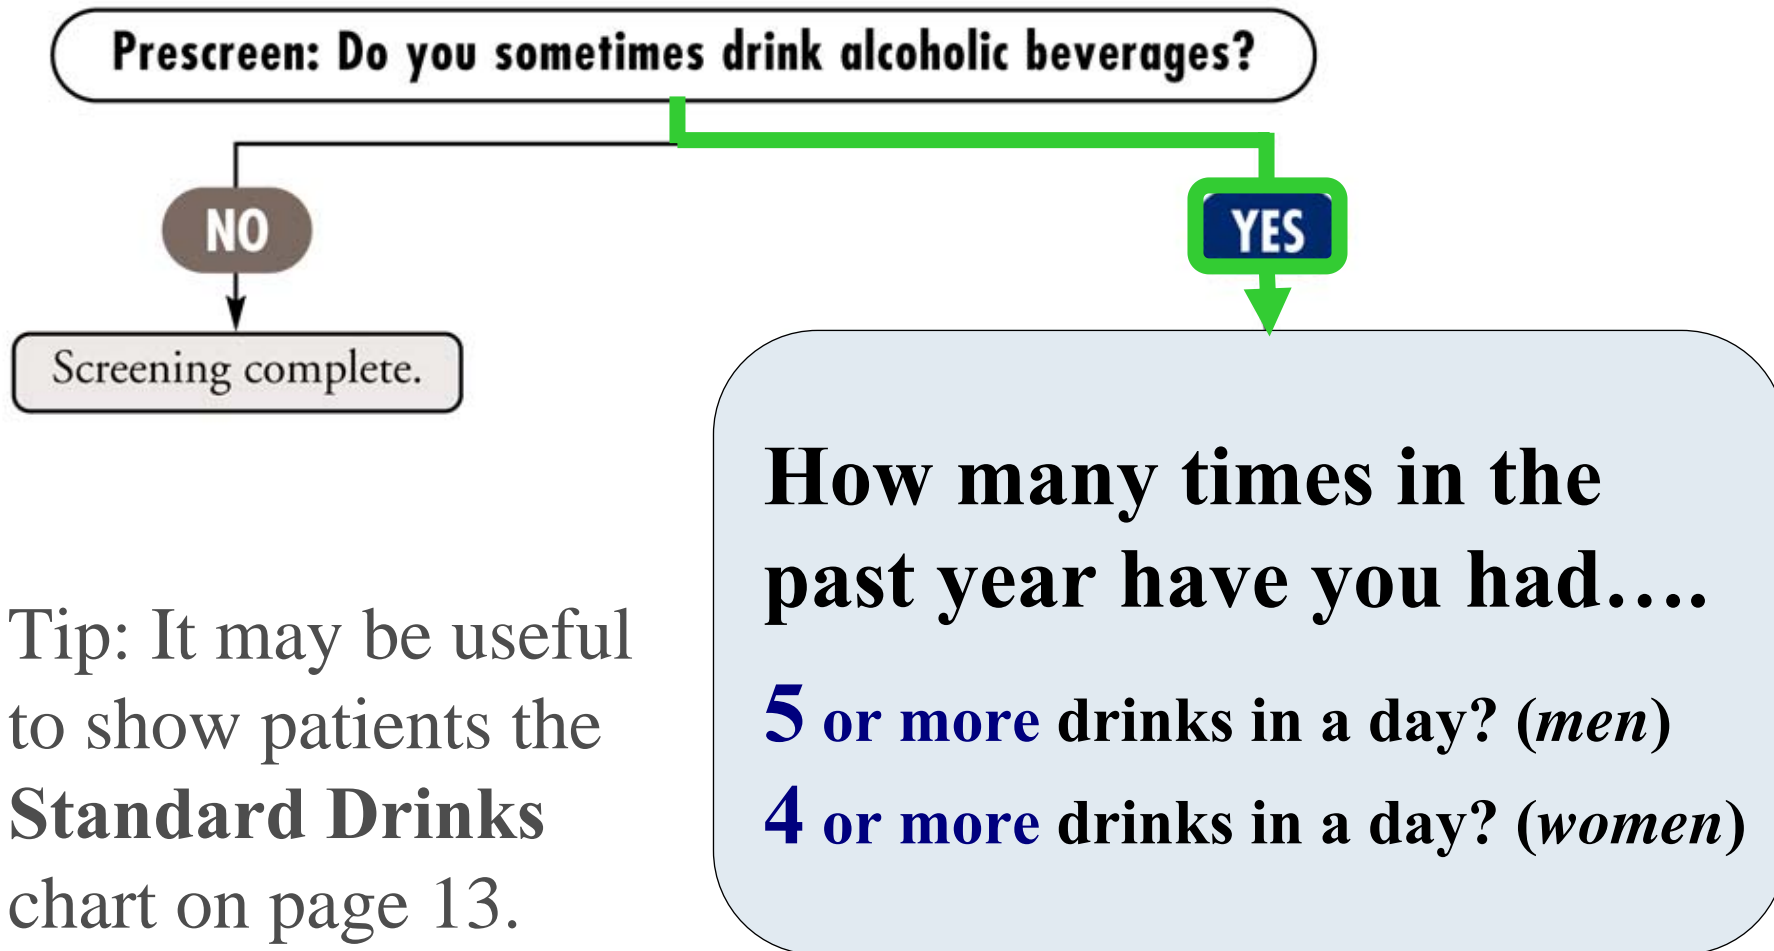 Prescreen: Do you sometimes drink alcoholic beverages?
NO
YES
Screening complete.
How many times in the
past year have you had….
5 or more drinks in a day? (men)
4 or more drinks in a day? (women)
Tip: It may be useful
to show patients the
Standard Drinks
chart on page 13.